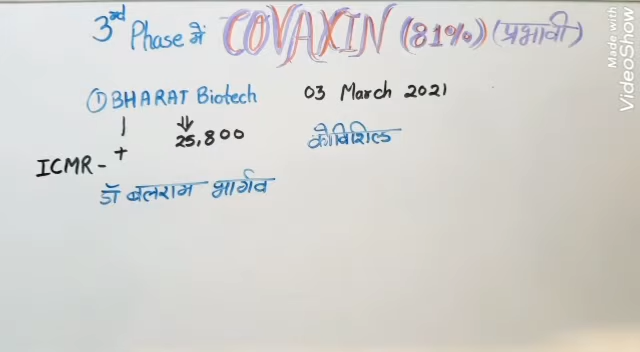 3rd Phase में COVAXIN (81%) (प्रभावी)
① BHARAT Biotech 03 March 2021
25,800 कोविशिल्ड
ICMR - +
डॉ बलराम भार्गव
Made with
VideoShow